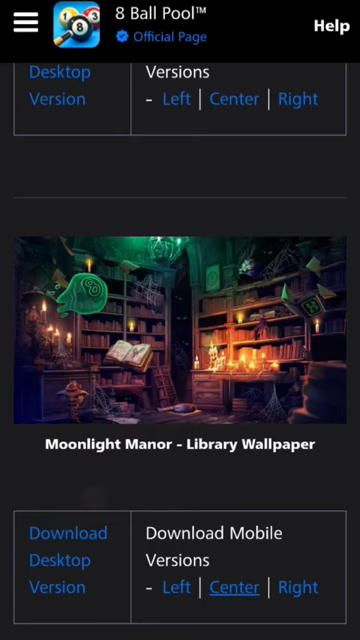 8 Ball Pool™
Official Page
Help
Desktop
Version
Versions
- Left | Center | Right
Moonlight Manor - Library Wallpaper
Download
Desktop
Version
Download Mobile
Versions
- Left | Center | Right